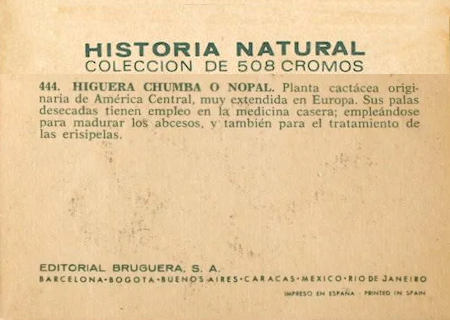 HISTORIA NATURAL
COLECCION DE 508 CROMOS
444. HIGUERA CHUMBA O NOPAL. Planta cactácea origi-
naria de América Central, muy extendida en Europa. Sus palas
desecadas tienen empleo en la medicina casera; empleándose
para madurar los abcesos, y también para el tratamiento de
las erisipelas.
EDITORIAL BRUGUERA, S. A.
BARCELONA • BOGOTA • BUENOS AIRES • CARACAS • MEXICO • RIO DE JANEIRO
IMPRESO EN ESPAÑA - PRINTED IN SPAIN